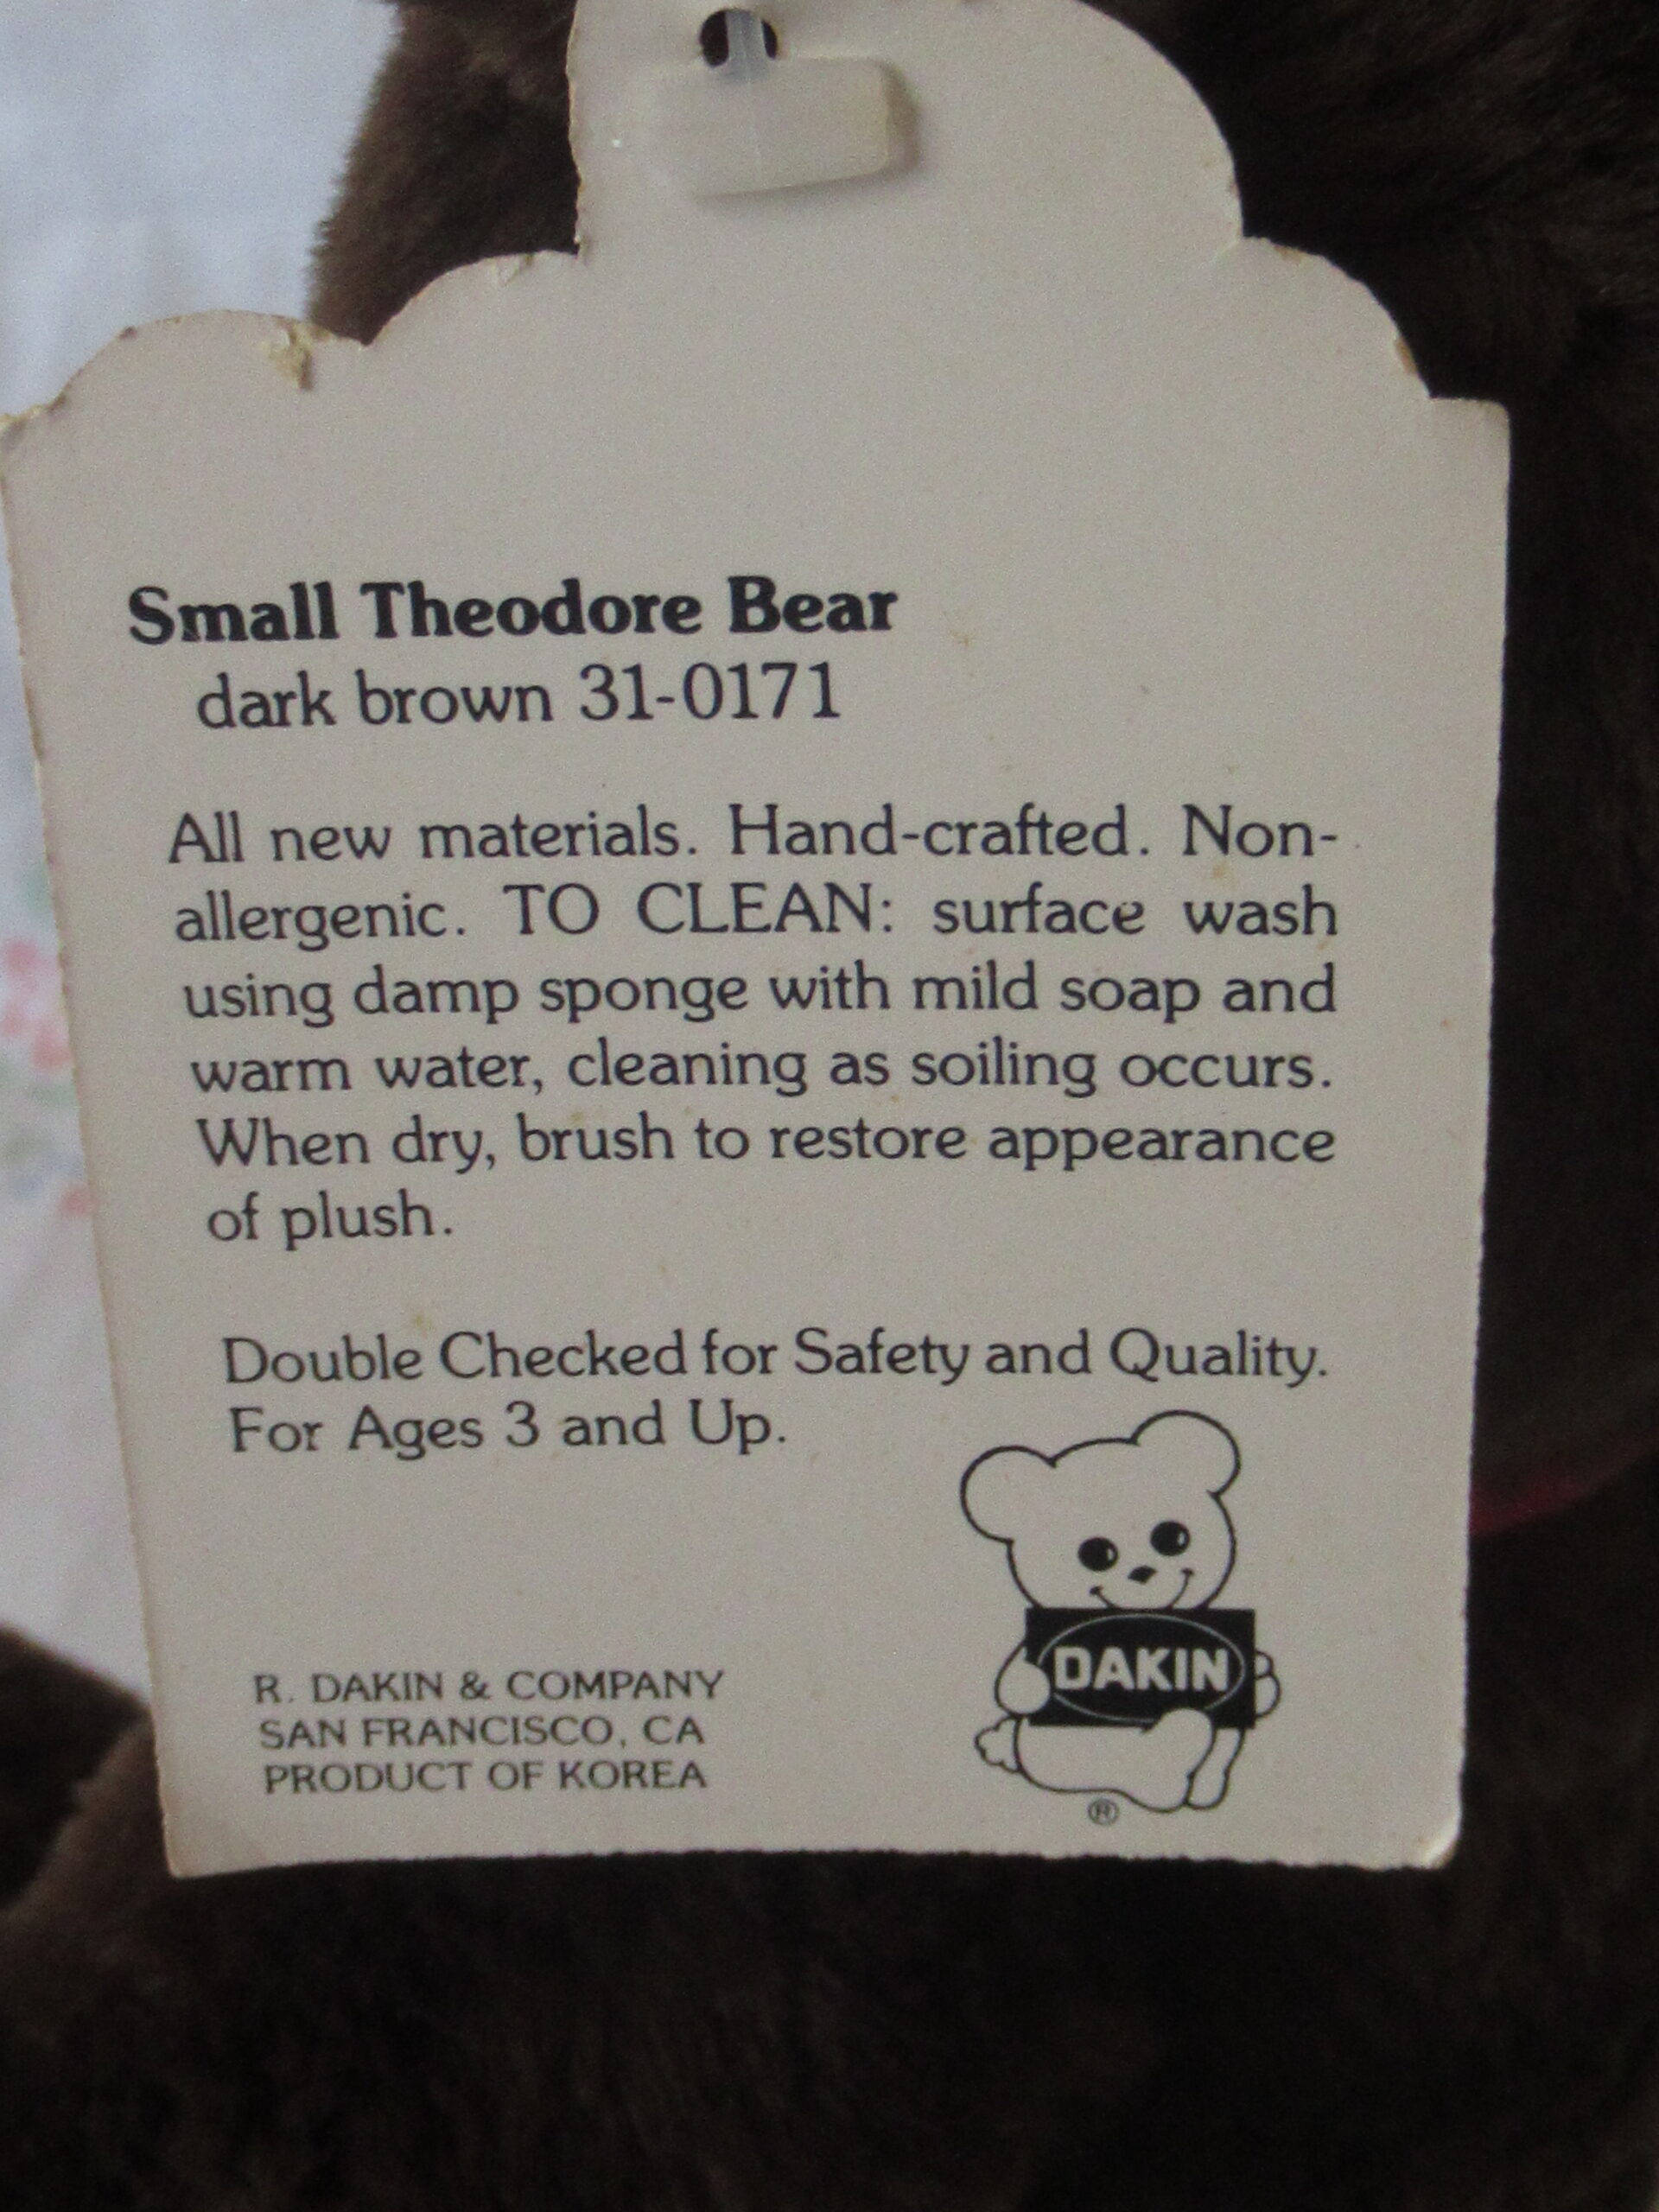 Small Theodore Bear
dark brown 31-0171
All new materials. Hand-crafted. Non-
allergenic. TO CLEAN: surface wash
using damp sponge with mild soap and
warm water, cleaning as soiling occurs.
When dry, brush to restore appearance
of plush.
Double Checked for Safety and Quality.
For Ages 3 and Up.
DAKIN
®
R. DAKIN & COMPANY
SAN FRANCISCO, CA
PRODUCT OF KOREA